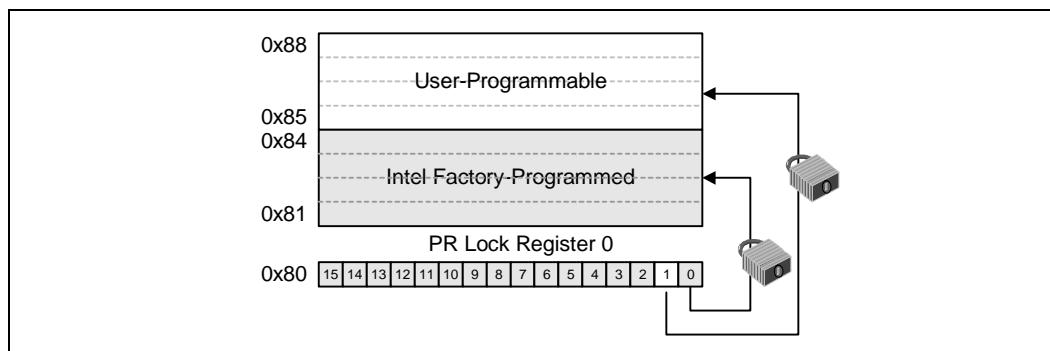 0x88
User-Programmable
0x85
0x84
Intel Factory-Programmed
0x81
PR Lock Register 0
0x80 15 14 13 12 11 10 9 8 7 6 5 4 3 2 1 0